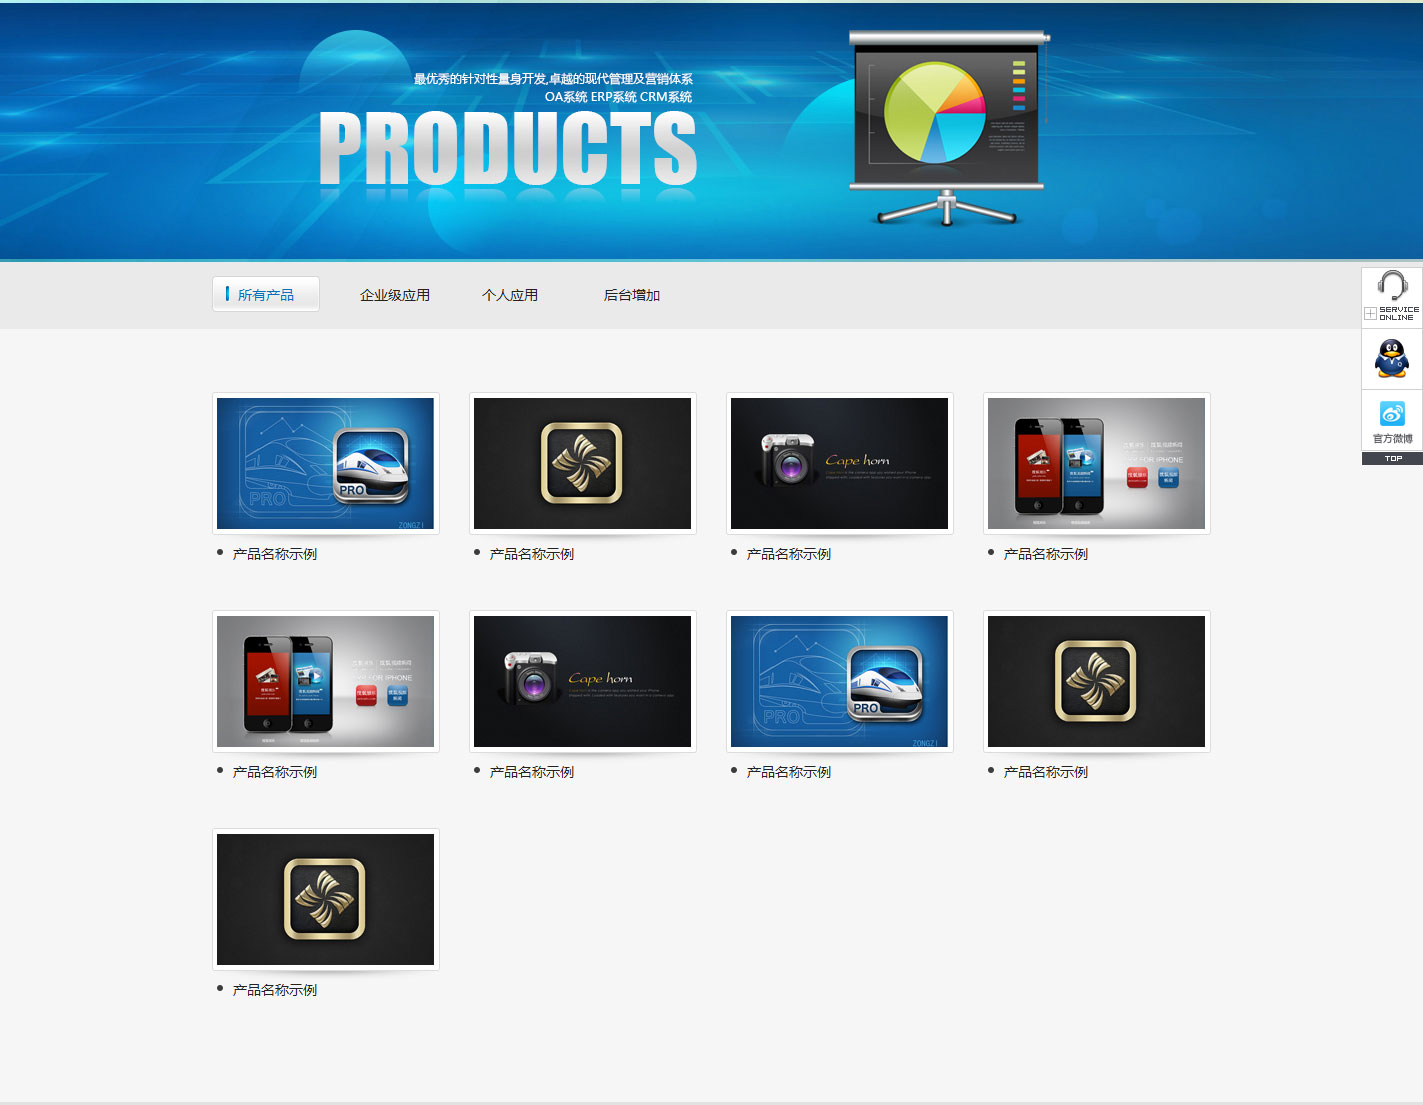 最优秀的针对性量身开发,卓越的现代管理及营销体系
OA系统 ERP系统 CRM系统
PRODUCTS
所有产品 企业级应用 个人应用 后台增加
SERVICE
ONLINE
官方微博
TOP
PRO PRO
ZONGZI
Cape horn
FOR IPHONE
产品名称示例 产品名称示例 产品名称示例 产品名称示例
FOR IPHONE
Cape horn
PRO PRO
ZONGZI
产品名称示例 产品名称示例 产品名称示例 产品名称示例
产品名称示例